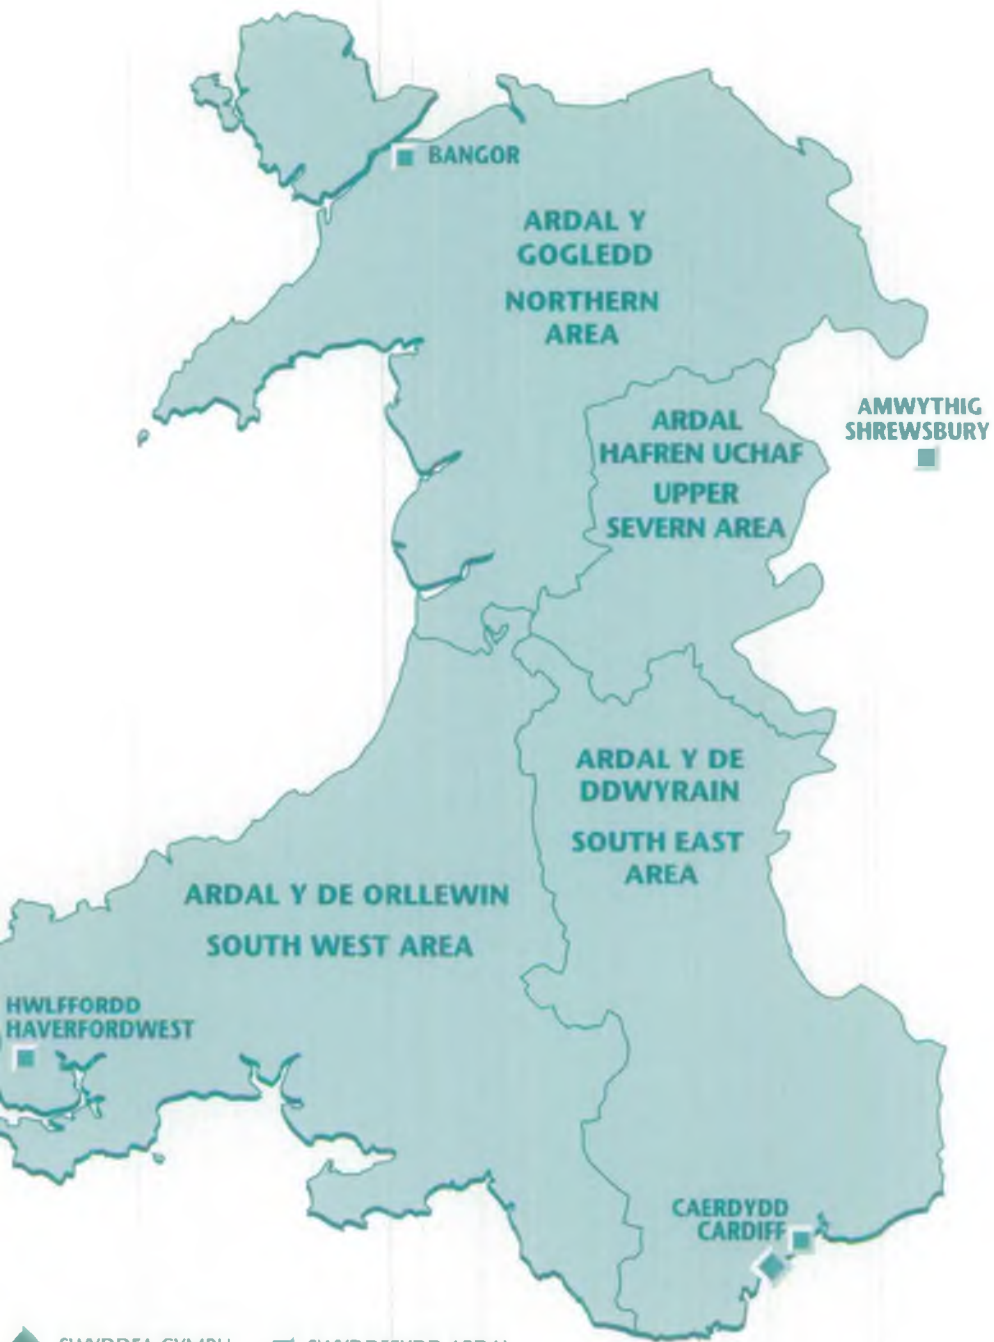 BANGOR
ARDAL Y
GOGLEDD
NORTHERN
AREA
AMWYTHIG
SHREWSBURY
ARDAL
HAFREN UCHAF
UPPER
SEVERN AREA
ARDAL Y DE
DDWYRAIN
SOUTH EAST
AREA
ARDAL Y DE ORLLEWIN
SOUTH WEST AREA
HWLFFORDD
HAVERFORDWEST
CAERDYDD
CARDIFF